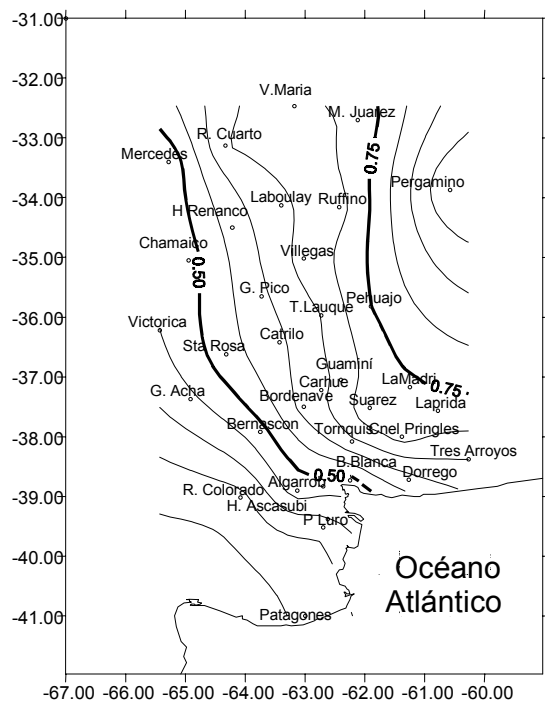 -31.00
-32.00
V.Maria
M. Juarez
-33.00
R. Cuarto
0.75
Mercedes
Pergamino
-34.00
Laboulay
Ruffino
H Renanco
Chamaico
Villegas
-35.00
0.50
G. Pico
Pehuajo
T.Lauque
-36.00
Victorica
Catrilo
Sta Rosa
Guamini
-37.00
Carhue
LaMadri
0.75
G. Acha
Bordenave
Suarez
Laprida
Bernascon
Tornquis
Cnel Pringles
-38.00
Tres Arroyos
B.Blanca
Dorrego
0.50
Algarrob
-39.00
R. Colorado
H. Ascasubi
P Luro
-40.00
Océano
Atlántico
Patagones
-41.00
-67.00 -66.00 -65.00 -64.00 -63.00 -62.00 -61.00 -60.00